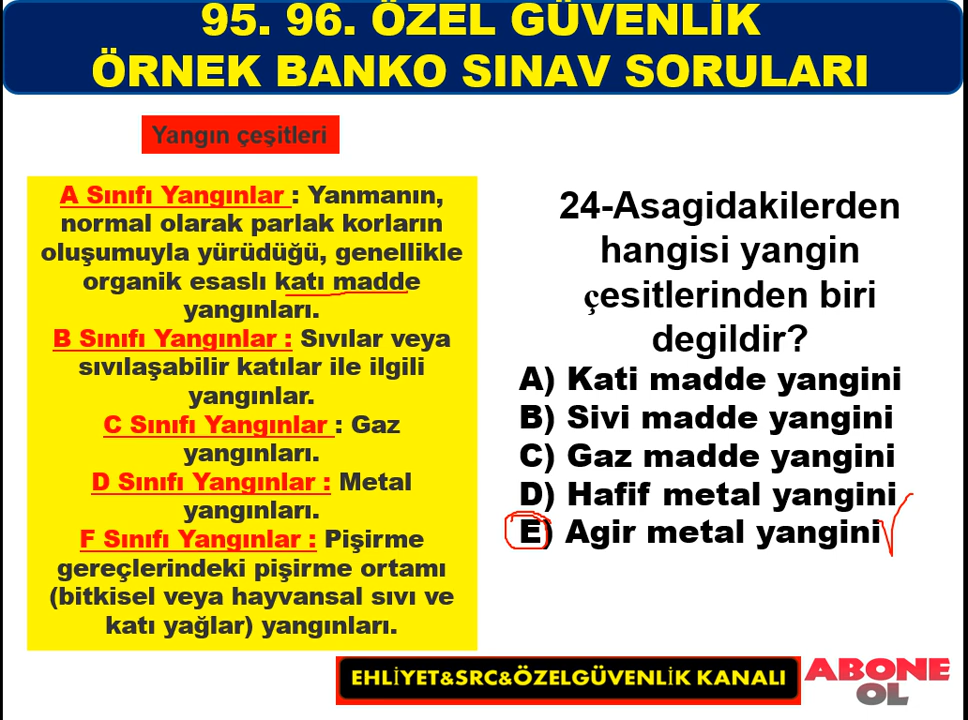 95. 96. ÖZEL GÜVENLİK
ÖRNEK BANKO SINAV SORULARI
Yangın çeşitleri
A Sınıfı Yangınlar : Yanmanın,
normal olarak parlak korların
oluşumuyla yürüdüğü, genellikle
organik esaslı katı madde
yangınları.
B Sınıfı Yangınlar : Sıvılar veya
sıvılaşabilir katılar ile ilgili
yangınlar.
C Sınıfı Yangınlar : Gaz
yangınları.
D Sınıfı Yangınlar : Metal
yangınları.
F Sınıfı Yangınlar : Pişirme
gereçlerindeki pişirme ortamı
(bitkisel veya hayvansal sıvı ve
katı yağlar) yangınları.
24-Asagidakilerden
hangisi yangin
çesitlerinden biri
degildir?
A) Kati madde yangini
B) Sivi madde yangini
C) Gaz madde yangini
D) Hafif metal yangini
E) Agir metal yangini
EHLİYET&SRC&ÖZELGÜVENLİK KANALI
ABONE
OL